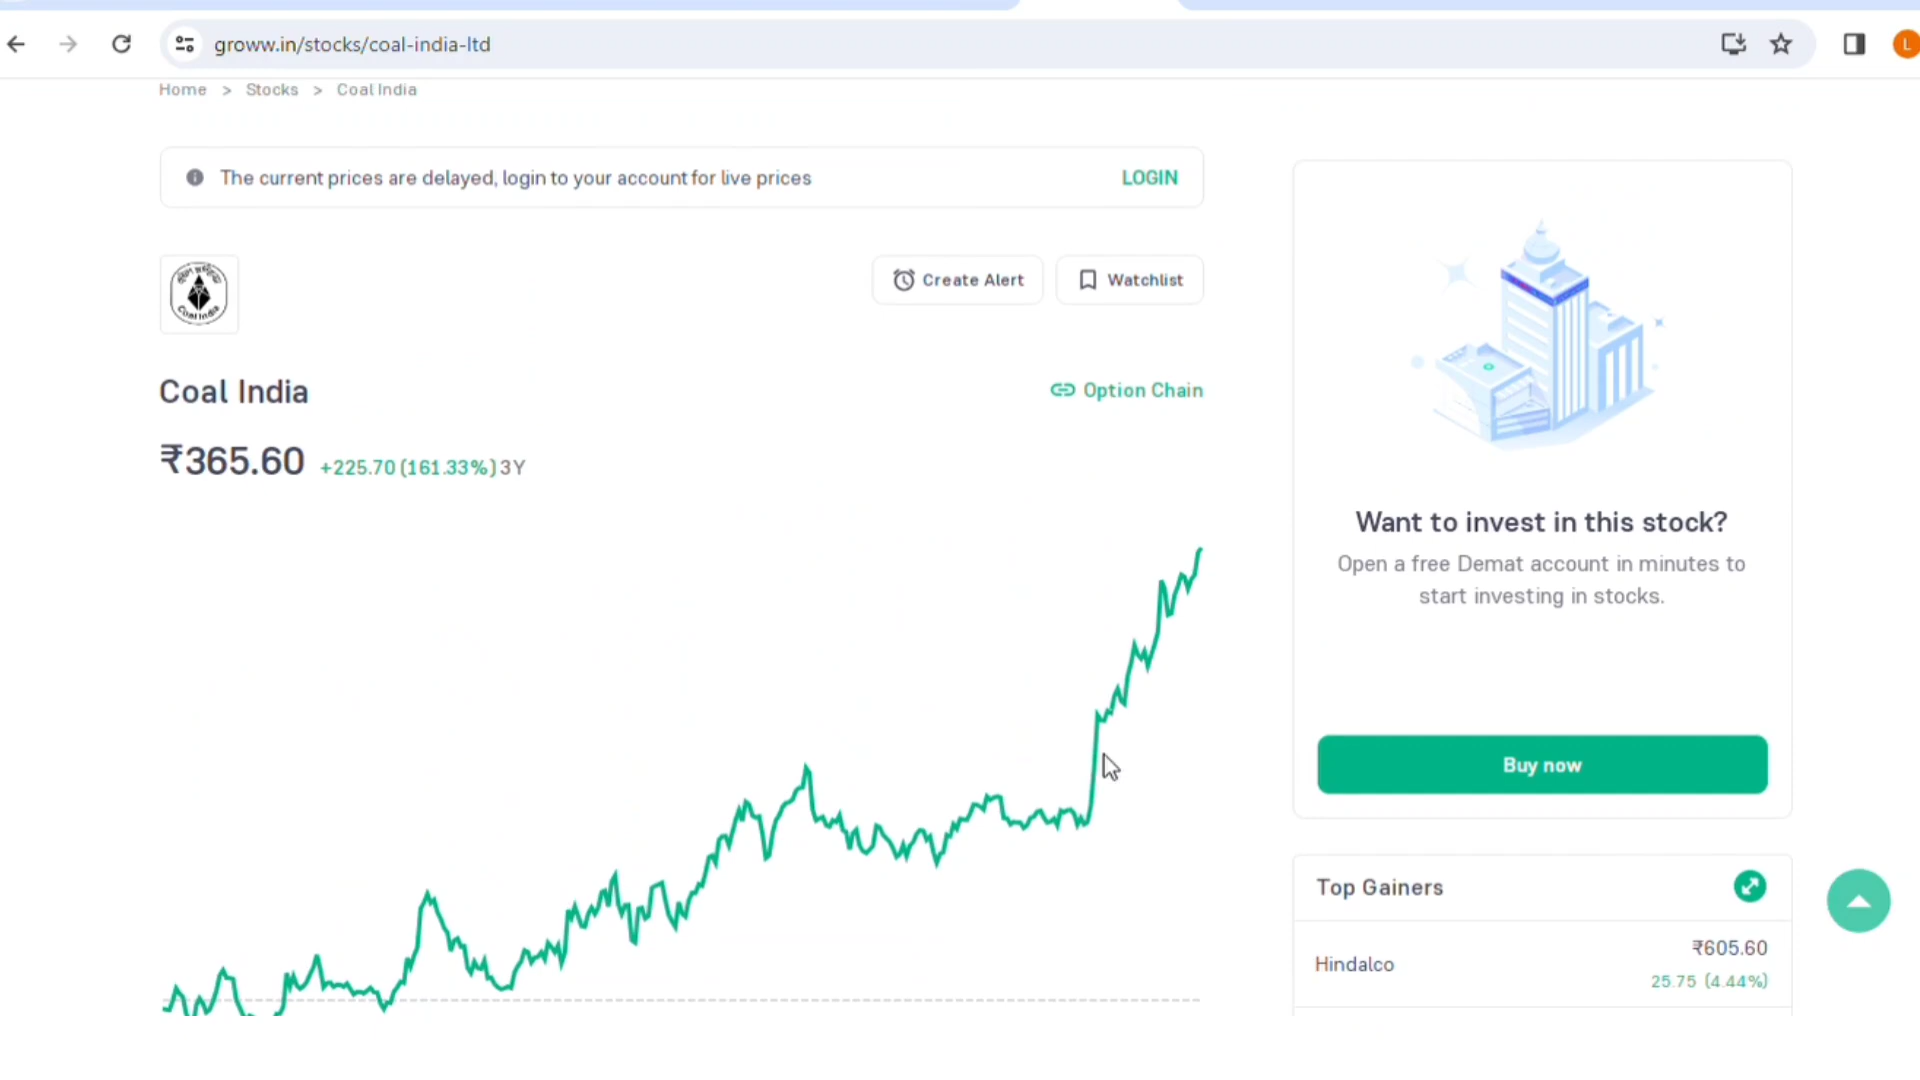 groww.in/stocks/coal-india-ltd
L
Home > Stocks > Coal India
The current prices are delayed, login to your account for live prices
LOGIN
Coal India
Create Alert
Watchlist
Coal India
Option Chain
₹365.60 +225.70 (161.33%) 3Y
Want to invest in this stock?
Open a free Demat account in minutes to
start investing in stocks.
Buy now
Top Gainers
Hindalco
₹605.60
25.75 (4.44%)